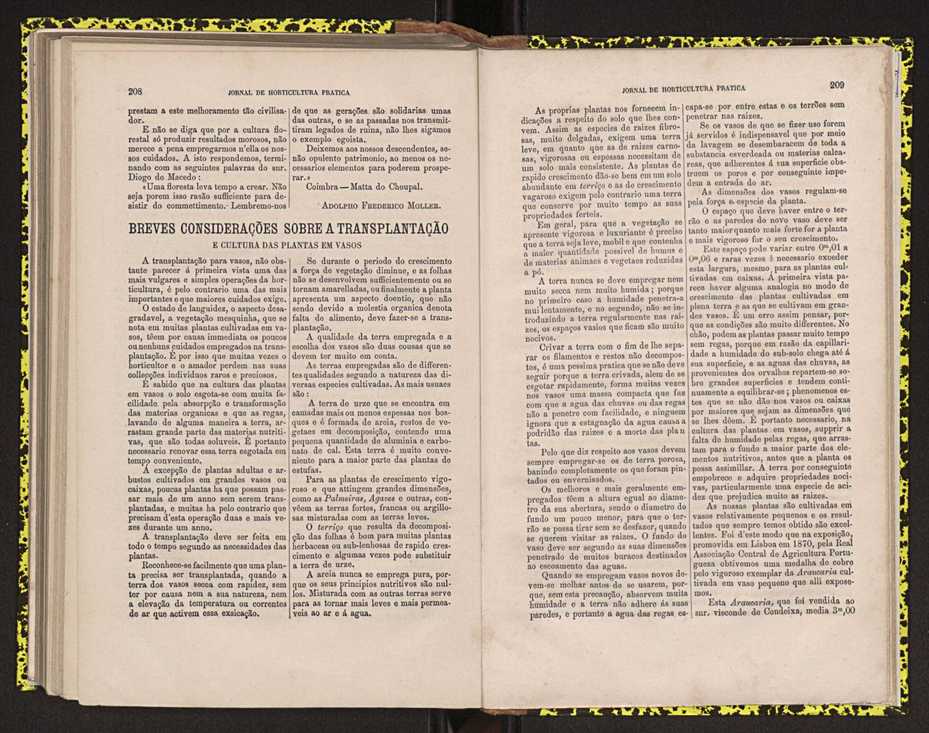 208
JORNAL DE HORTICULTURA PRATICA
prestam a este melhoramento tão civilisa-
dor.
E não se diga que por a cultura flo-
restal só produzir resultados morosos, não
merece a pena empregarmos n'ella os nos-
sos cuidados. A isto respondemos, termi-
nando com as seguintes palavras do snr.
Diogo de Macedo :
«Uma floresta leva tempo a crear. Não
seja porem isso rasão sufficiente para de-
sistir do commettimento. Lembremo-nos
de que as gerações são solidarias umas
das outras, e se as passadas nos transmit-
tiram legados de ruina, não lhes sigamos
o exemplo egoista.
Deixemos aos nossos descendentes, se-
não opulento patrimonio, ao menos os ne-
cessarios elementos para poderem prospe-
rar.»
Coimbra — Matta do Choupal.
ADOLPHO FREDERICO MOLLER.
BREVES CONSIDERAÇÕES SOBRE A TRANSPLANTAÇÃO
E CULTURA DAS PLANTAS EM VASOS
A transplantação para vasos, não obs-
tante parecer á primeira vista uma das
mais vulgares e simples operações da hor-
ticultura, é pelo contrario uma das mais
importantes e que maiores cuidados exige.
O estado de languidez, o aspecto desa-
gradavel, a vegetação mesquinha, que se
nota em muitas plantas cultivadas em va-
sos, têem por causa immediata os poucos
ou nenhuns cuidados empregados na trans-
plantação. É por isso que muitas vezes o
horticultor e o amador perdem nas suas
collecções individuos raros e preciosos.
É sabido que na cultura das plantas
em vasos o solo esgota-se com muita fa-
cilidade pela absorpção e transformação
das materias organicas e que as regas,
lavando de alguma maneira a terra, ar-
rastam grande parte das materias nutriti-
vas, que são todas soluveis. É portanto
necessario renovar essa terra esgotada em
tempo conveniente.
Á excepção de plantas adultas e ar-
bustos cultivados em grandes vasos ou
caixas, poucas plantas ha que possam pas-
sar mais de um anno sem serem trans-
plantadas, e muitas ha pelo contrario que
precisam d'esta operação duas e mais ve-
zes durante um anno.
A transplantação deve ser feita em
todo o tempo segundo as necessidades das
plantas.
Reconhece-se facilmente que uma plan-
ta precisa ser transplantada, quando a
terra dos vasos secca com rapidez, sem
ter por causa nem a sua natureza, nem
a elevação da temperatura ou correntes
de ar que activem essa exsicação.
Se durante o periodo do crescimento
a força de vegetação diminue, e as folhas
não se desenvolvem sufficientemente ou se
tornam amarelladas, ou finalmente a planta
apresenta um aspecto doentio, que não
sendo devido a molestia organica denota
falta de alimento, deve fazer-se a trans-
plantação.
A qualidade da terra empregada e a
escolha dos vasos são duas cousas que se
devem ter muito em conta.
As terras empregadas são de differen-
tes qualidades segundo a natureza das di-
versas especies cultivadas. As mais usuaes
são :
A terra de urze que se encontra em
camadas mais ou menos espessas nos bos-
ques e é formada de areia, restos de ve-
getaes em decomposição, contendo uma
pequena quantidade de aluminia e carbo-
nato de cal. Esta terra é muito conve-
niente para a maior parte das plantas de
estufas.
Para as plantas de crescimento vigo-
roso e que attingem grandes dimensões,
como as Palmeiras, Agaves e outras, con-
vêem as terras fortes, francas ou argillo-
sas misturadas com as terras leves.
O terriço que resulta da decomposi-
ção das folhas é bom para muitas plantas
herbaceas ou sub-lenhosas de rapido cres-
cimento e algumas vezes póde substituir
a terra de urze.
A areia nunca se emprega pura, por-
que os seus principios nutritivos são nul-
los. Misturada com as outras terras serve
para as tornar mais leves e mais permea-
veis ao ar e á agua.
JORNAL DE HORTICULTURA PRATICA
209
As proprias plantas nos fornecem in-
dicações a respeito do solo que lhes con-
vem. Assim as especies de raizes fibro-
sas, muito delgadas, exigem uma terra
leve, em quanto que as de raizes carno-
sas, vigorosas ou espessas necessitam de
um solo mais consistente. As plantas de
rapido crescimento dão-se bem em um solo
abundante em terriço e as de crescimento
vagaroso exigem pelo contrario uma terra
que conserve por muito tempo as suas
propriedades ferteis.
Em geral, para que a vegetação se
apresente vigorosa e luxuriante é preciso
que a terra seja leve, mobil e que contenha
a maior quantidade possivel de humus e
de materias animaes e vegetaes reduzidas
a pó.
A terra nunca se deve empregar nem
muito secca nem muito humida ; porque
no primeiro caso a humidade penetra-a
mui lentamente, e no segundo, não se in-
troduzindo a terra regularmente nas rai-
zes, os espaços vasios que ficam são muito
nocivos.
Crivar a terra com o fim de lhe sepa-
rar os filamentos e restos não decompos-
tos, é uma pessima pratica que se não deve
seguir porque a terra crivada, além de se
esgotar rapidamente, forma muitas vezes
nos vasos uma massa compacta que faz
com que a agua das chuvas ou das regas
não a penetre com facilidade, e ninguem
ignora que a estagnação da agua causa a
podridão das raizes e a morte das plan
tas.
Pelo que diz respeito aos vasos devem
sempre empregar-se os de terra porosa,
banindo completamente os que foram pin-
tados ou envernisados.
Os melhores e mais geralmente em-
pregados têem a altura egual ao diame-
tro da sua abertura, sendo o diametro do
fundo um pouco menor, para que o ter-
rão se possa tirar sem se desfazer, quando
se querem visitar as raizes. O fundo do
vaso deve ser segundo as suas dimensões
penetrado de muitos buracos destinados
ao escoamento das aguas.
Quando se empregam vasos novos de-
vem-se molhar antes de se usarem, por-
que, sem esta precaução, absorvem muita
humidade e a terra não adhere ás suas
paredes, e portanto a agua das regas es-
capa-se por entre estas e os terrões sem
penetrar nas raizes.
Se os vasos de que se fizer uso forem
já servidos é indispensavel que por meio
da lavagem se desembaracem de toda a
substancia esverdeada ou materias calca-
reas, que adherentes á sua superficie obs-
truem os poros e por conseguinte impe-
dem a entrada do ar.
As dimensões dos vasos regulam-se
pela força e especie da planta.
O espaço que deve haver entre o ter-
rão e as paredes do novo vaso deve ser
tanto maior quanto mais forte for a planta
e mais vigoroso for o seu crescimento.
Este espaço póde variar entre 0m,01 a
0m,06 e raras vezes é necessario exceder
esta largura, mesmo, para as plantas cul-
tivadas em caixas. Á primeira vista pa-
rece haver alguma analogia no modo de
crescimento das plantas cultivadas em
plena terra e as que se cultivam em gran-
des vasos. É um erro assim pensar, por-
que as condições são muito differentes. No
chão, podem as plantas passar muito tempo
sem regas, porque em rasão da capillari-
dade a humidade do sub-solo chega até á
sua superficie, e as aguas das chuvas, as
provenientes dos orvalhos repartem-se so-
bre grandes superficies e tendem conti-
nuamente a equilibrar-se ; phenomenos es-
tes que se não dão nos vasos ou caixas
por maiores que sejam as dimensões que
se lhes dêem. É portanto necessario, na
cultura das plantas em vasos, supprir a
falta de humidade pelas regas, que arras-
tam para o fundo a maior parte dos ele-
mentos nutritivos, antes que a planta os
possa assimillar. A terra por conseguinte
empobrece e adquire propriedades noci-
vas, particularmente uma especie de aci-
dez que prejudica muito as raizes.
As nossas plantas são cultivadas em
vasos relativamente pequenos e os resul-
tados que sempre temos obtido são excel-
lentes. Foi d'este modo que na exposição,
promovida em Lisboa em 1870, pela Real
Associação Central de Agricultura Portu-
gueza obtivemos uma medalha de cobre
pelo vigoroso exemplar da Araucaria cul-
tivada em vaso pequeno que alli expose-
mos.
Esta Araucaria, que foi vendida ao
snr. visconde de Condeixa, media 3m,00